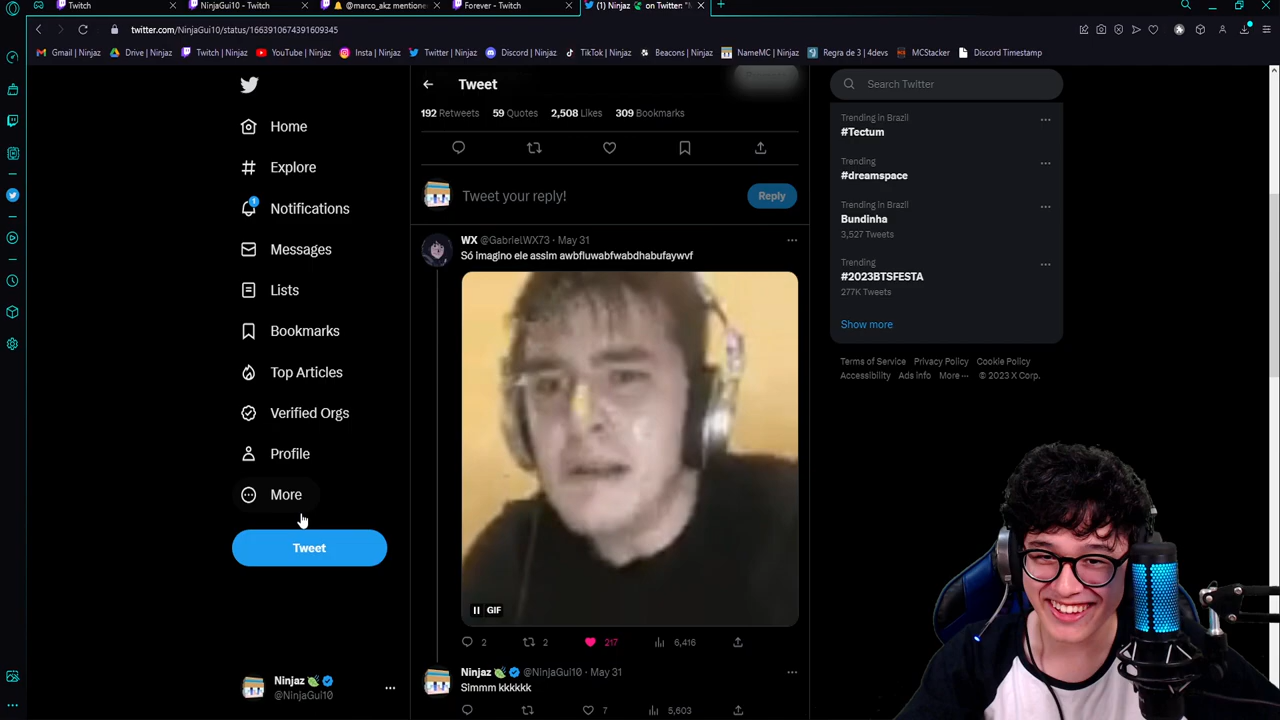 Twitch
NinjaGui10 - Twitch
@marco_akz mentione
Forever - Twitch
(1) Ninjaz on Twitter: "M
twitter.com/NinjaGui10/status/1663910674391609345
Gmail | Ninjaz
Drive | Ninjaz
Twitch | Ninjaz
YouTube | Ninjaz
Insta | Ninjaz
Twitter | Ninjaz
Discord | Ninjaz
TikTok | Ninjaz
Beacons | Ninjaz
NameMC | Ninjaz
Regra de 3 | 4devs
MCStacker
Discord Timestamp
Home
Explore
1
Notifications
Messages
Lists
Bookmarks
Top Articles
Verified Orgs
Profile
More
Tweet
Ninjaz
@NinjaGui10
Tweet
192 Retweets 59 Quotes 2,508 Likes 309 Bookmarks
Tweet your reply!
Reply
WX @GabrielWX73 · May 31
Só imagino ele assim awbfluwabfwabdhabufaywvf
GIF
2 2 217 6,416
Ninjaz @NinjaGui10 · May 31
Simmm kkkkkk
7 5,603
Search Twitter
Trending in Brazil
#Tectum
Trending
#dreamspace
Trending in Brazil
Bundinha
3,527 Tweets
Trending
#2023BTSFESTA
277K Tweets
Show more
Terms of Service Privacy Policy Cookie Policy
Accessibility Ads info More ··· © 2023 X Corp.